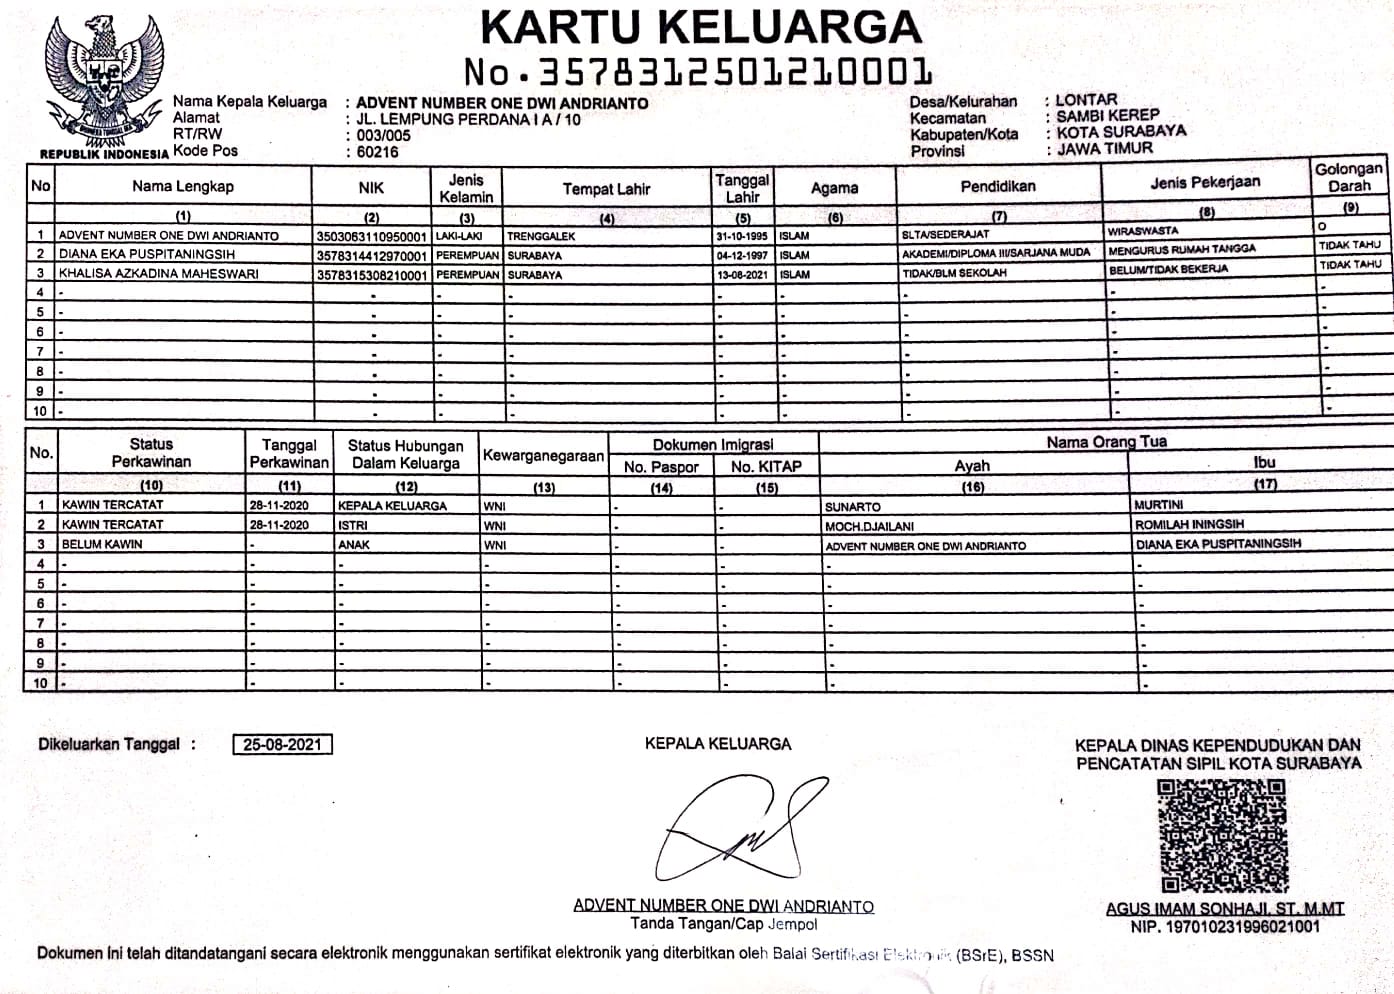 KARTU KELUARGA
No.3578312501210001
REPUBLIK INDONESIA
Nama Kepala Keluarga : ADVENT NUMBER ONE DWI ANDRIANTO
Alamat : JL. LEMPUNG PERDANA I A / 10
RT/RW : 003/005
Kode Pos : 60216
Desa/Kelurahan : LONTAR
Kecamatan : SAMBI KEREP
Kabupaten/Kota : KOTA SURABAYA
Provinsi : JAWA TIMUR
No Nama Lengkap NIK Jenis Kelamin Tempat Lahir Tanggal Lahir Agama Pendidikan Jenis Pekerjaan Golongan Darah
(1) (2) (3) (4) (5) (6) (7) (8) (9)
1 ADVENT NUMBER ONE DWI ANDRIANTO 3503063110950001 LAKI-LAKI TRENGGALEK 31-10-1995 ISLAM SLTA/SEDERAJAT WIRASWASTA O
2 DIANA EKA PUSPITANINGSIH 3578314412970001 PEREMPUAN SURABAYA 04-12-1997 ISLAM AKADEMI/DIPLOMA III/SARJANA MUDA MENGURUS RUMAH TANGGA TIDAK TAHU
3 KHALISA AZKADINA MAHESWARI 3578315308210001 PEREMPUAN SURABAYA 13-08-2021 ISLAM TIDAK/BLM SEKOLAH BELUM/TIDAK BEKERJA TIDAK TAHU
4 - - - - - - - - -
5 - - - - - - - - -
6 - - - - - - - - -
7 - - - - - - - - -
8 - - - - - - - - -
9 - - - - - - - - -
10 - - - - - - - - -
No. Status Perkawinan Tanggal Perkawinan Status Hubungan Dalam Keluarga Kewarganegaraan Dokumen Imigrasi Nama Orang Tua
No. Paspor No. KITAP Ayah Ibu
(10) (11) (12) (13) (14) (15) (16) (17)
1 KAWIN TERCATAT 28-11-2020 KEPALA KELUARGA WNI - - SUNARTO MURTINI
2 KAWIN TERCATAT 28-11-2020 ISTRI WNI - - MOCH.DJAILANI ROMILAH ININGSIH
3 BELUM KAWIN - ANAK WNI - - ADVENT NUMBER ONE DWI ANDRIANTO DIANA EKA PUSPITANINGSIH
4 - - - - - - - -
5 - - - - - - - -
6 - - - - - - - -
7 - - - - - - - -
8 - - - - - - - -
9 - - - - - - - -
10 - - - - - - - -
Dikeluarkan Tanggal : 25-08-2021
KEPALA KELUARGA
ADVENT NUMBER ONE DWI ANDRIANTO
Tanda Tangan/Cap Jempol
KEPALA DINAS KEPENDUDUKAN DAN
PENCATATAN SIPIL KOTA SURABAYA
AGUS IMAM SONHAJI, ST. M.MT
NIP. 197010231996021001
Dokumen ini telah ditandatangani secara elektronik menggunakan sertifikat elektronik yang diterbitkan oleh Balai Sertifikasi Elektronik (BSrE), BSSN